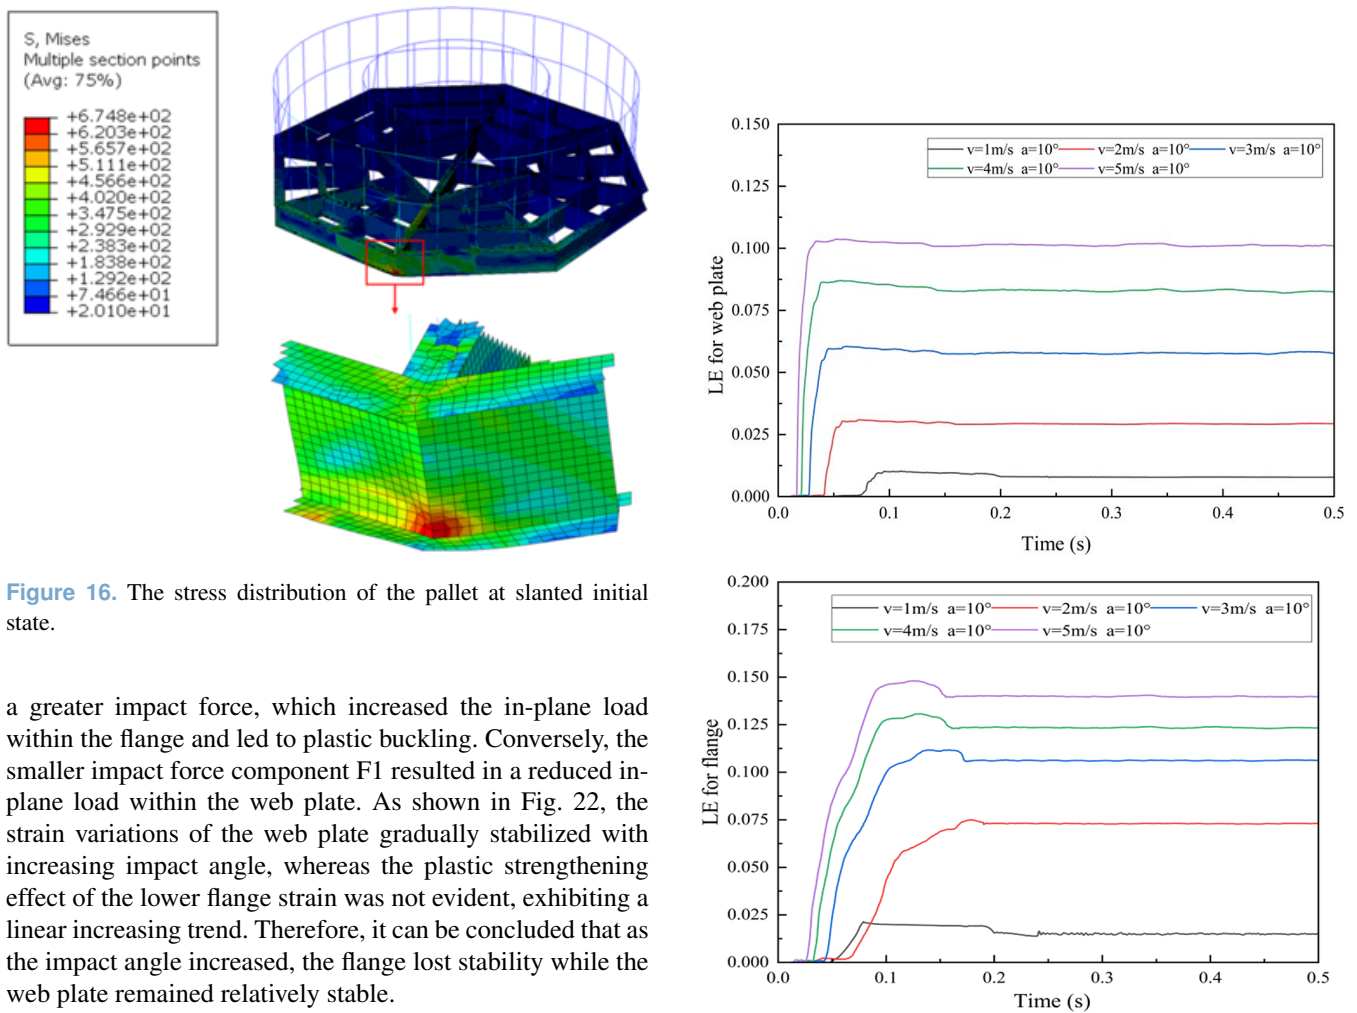 S, Mises
Multiple section points
(Avg: 75%)
+6.748e+02
+6.203e+02
+5.657e+02
+5.111e+02
+4.566e+02
+4.020e+02
+3.475e+02
+2.929e+02
+2.383e+02
+1.838e+02
+1.292e+02
+7.466e+01
+2.010e+01
Figure 16. The stress distribution of the pallet at slanted initial
state.
a greater impact force, which increased the in-plane load
within the flange and led to plastic buckling. Conversely, the
smaller impact force component F1 resulted in a reduced in-
plane load within the web plate. As shown in Fig. 22, the
strain variations of the web plate gradually stabilized with
increasing impact angle, whereas the plastic strengthening
effect of the lower flange strain was not evident, exhibiting a
linear increasing trend. Therefore, it can be concluded that as
the impact angle increased, the flange lost stability while the
web plate remained relatively stable.
0.150
0.125
0.100
0.075
0.050
0.025
0.000
LE for web plate
v=1m/s a=10° v=2m/s a=10° v=3m/s a=10°
v=4m/s a=10° v=5m/s a=10°
0.0 0.1 0.2 0.3 0.4 0.5
Time (s)
0.200
0.175
0.150
0.125
0.100
0.075
0.050
0.025
0.000
LE for flange
v=1m/s a=10° v=2m/s a=10° v=3m/s a=10°
v=4m/s a=10° v=5m/s a=10°
0.0 0.1 0.2 0.3 0.4 0.5
Time (s)